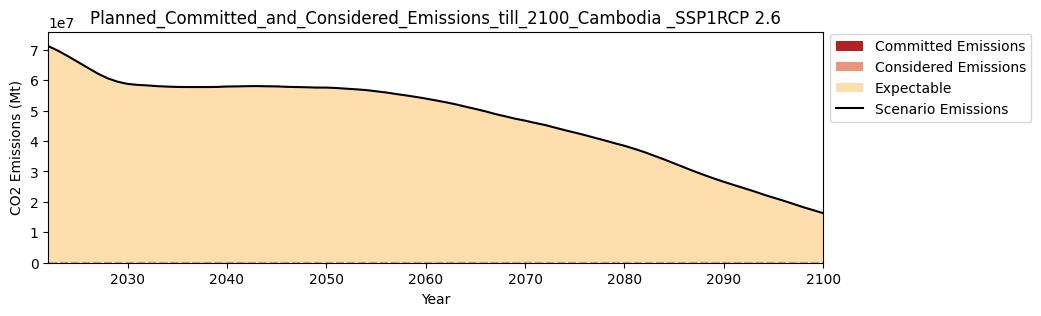 Planned_Committed_and_Considered_Emissions_till_2100_Cambodia _SSP1RCP 2.6
1e7
7
6
5
4
3
2
1
0
CO2 Emissions (Mt)
2030 2040 2050 2060 2070 2080 2090 2100
Year
Committed Emissions
Considered Emissions
Expectable
Scenario Emissions